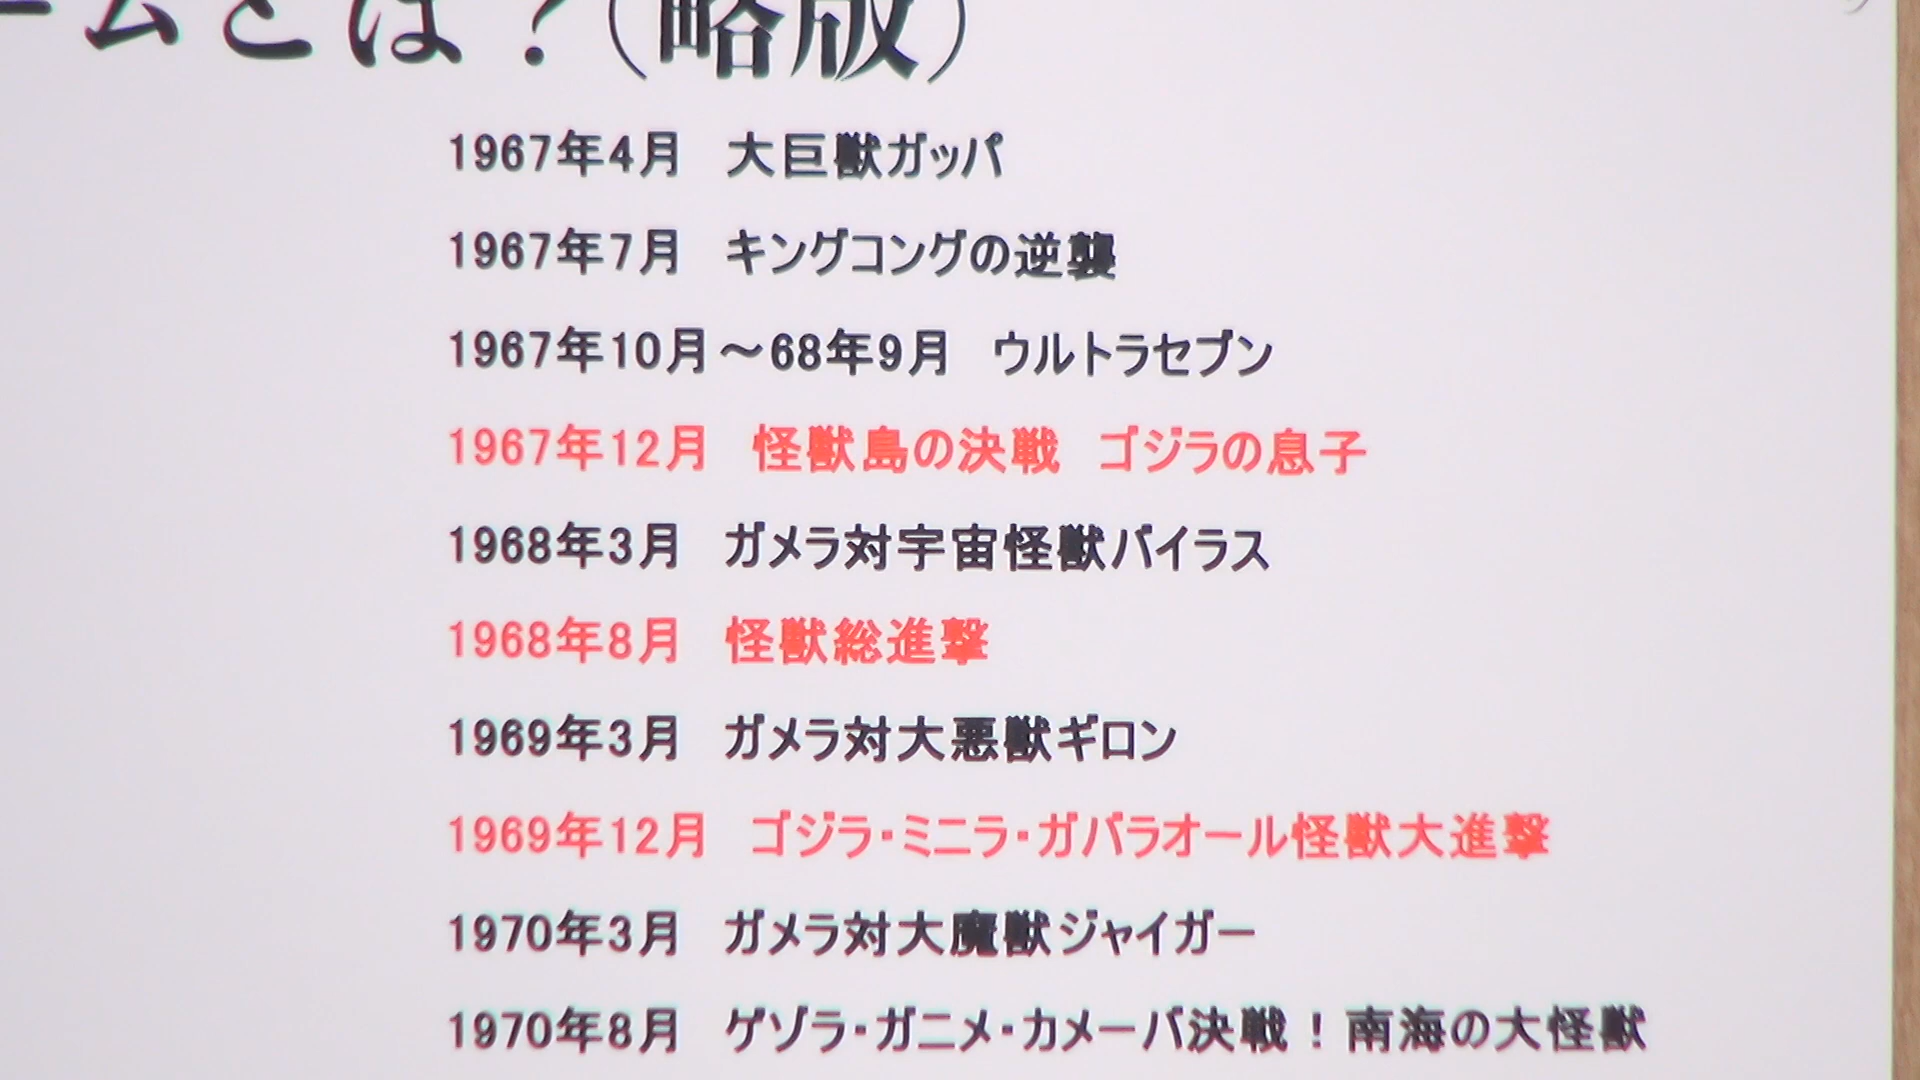 ームとは？(略版)
1967年4月　大巨獣ガッパ
1967年7月　キングコングの逆襲
1967年10月～68年9月　ウルトラセブン
1967年12月　怪獣島の決戦　ゴジラの息子
1968年3月　ガメラ対宇宙怪獣バイラス
1968年8月　怪獣総進撃
1969年3月　ガメラ対大悪獣ギロン
1969年12月　ゴジラ・ミニラ・ガバラオール怪獣大進撃
1970年3月　ガメラ対大魔獣ジャイガー
1970年8月　ゲゾラ・ガニメ・カメーバ決戦！南海の大怪獣